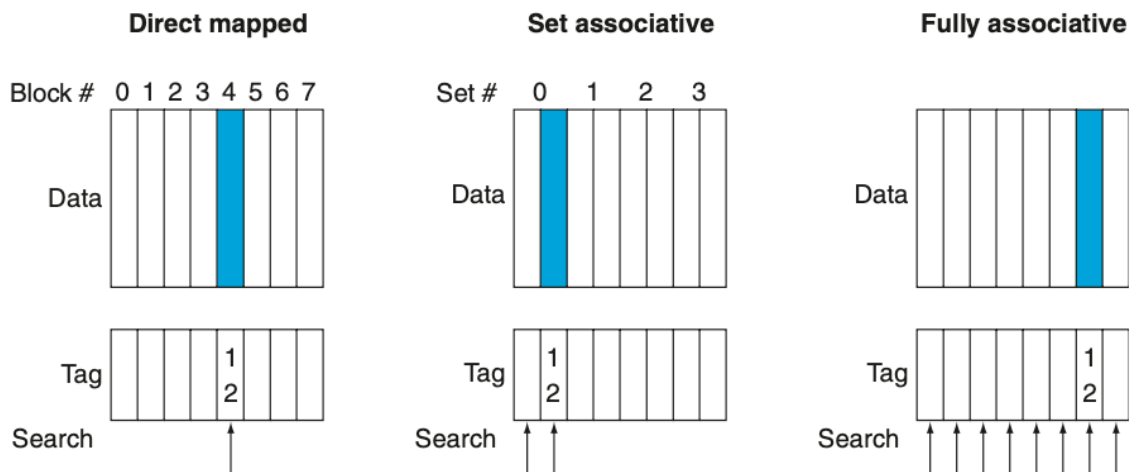 Direct mapped Set associative Fully associative
Block # 0 1 2 3 4 5 6 7 Set # 0 1 2 3
Data Data Data
1 1 1
Tag Tag Tag
2 2 2
Search Search Search